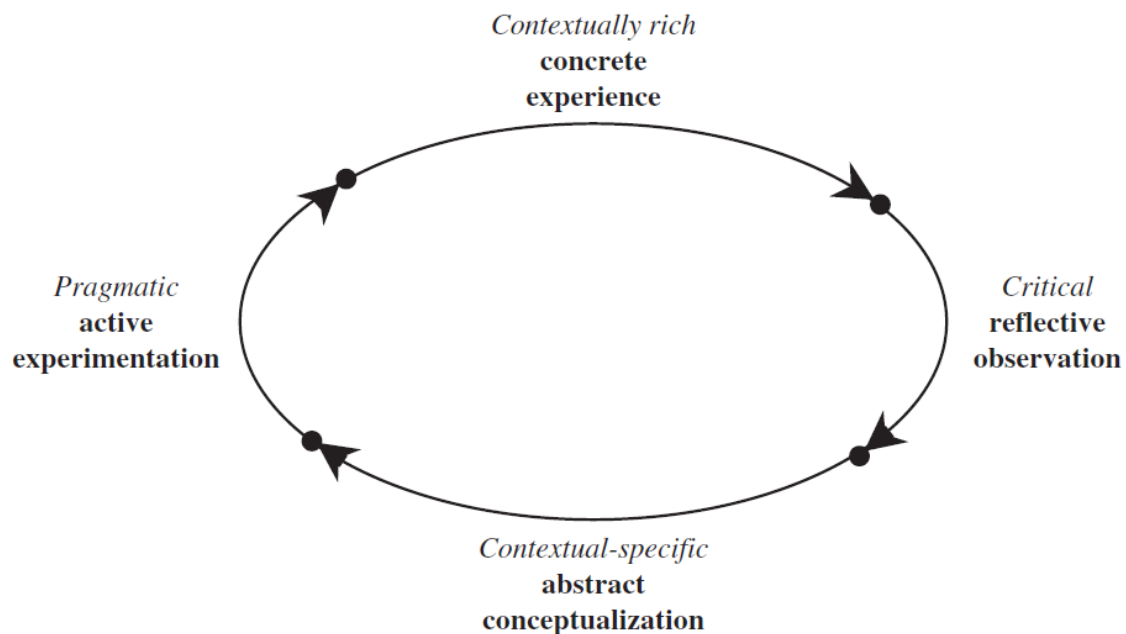 Contextually rich
concrete
experience
Pragmatic
active
experimentation
Critical
reflective
observation
Contextual-specific
abstract
conceptualization